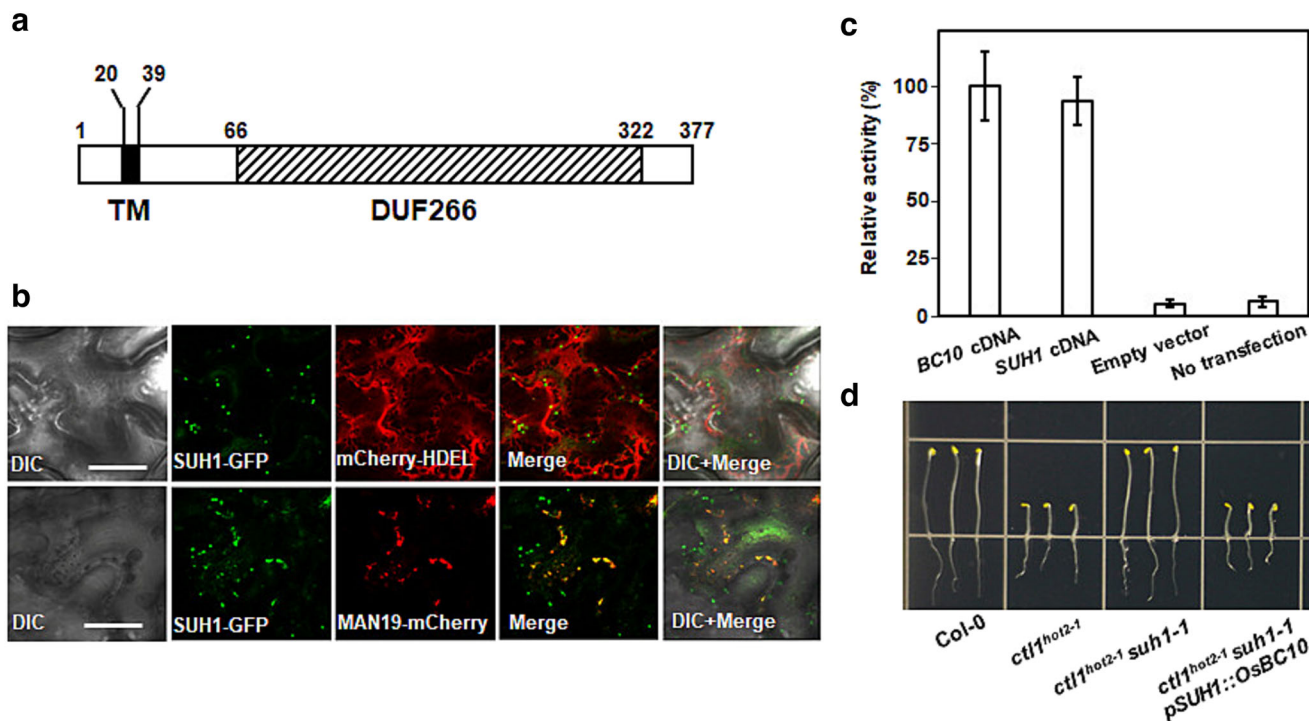 a
20 39
1 66 322 377
TM DUF266
b
DIC SUH1-GFP mCherry-HDEL Merge DIC+Merge
DIC SUH1-GFP MAN19-mCherry Merge DIC+Merge
c
Relative activity (%)
100
75
50
25
0
BC10 cDNA SUH1 cDNA Empty vector No transfection
d
Col-0
ctl1hot2-1
ctl1hot2-1 suh1-1
ctl1hot2-1 suh1-1
pSUH1::OsBC10